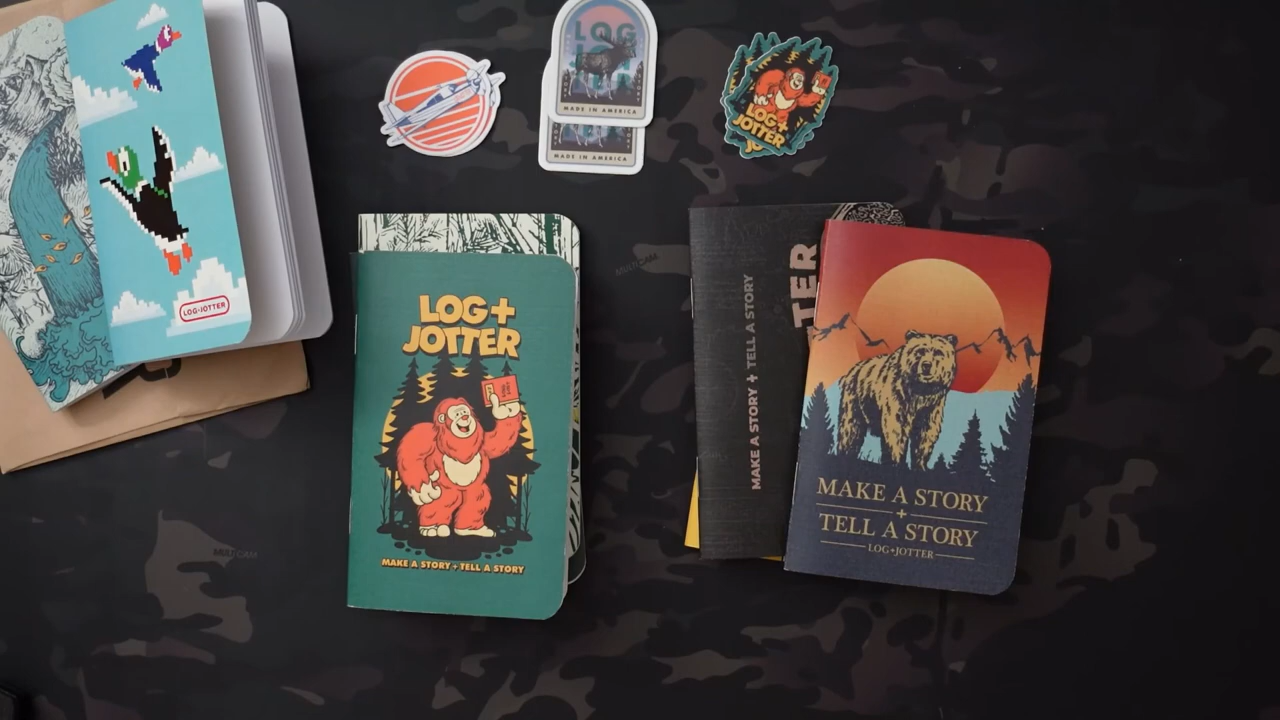 LOG
MADE IN AMERICA
MADE IN AMERICA
LOG+
JOTTER
LOG+JOTTER
MULTICAM
LOG+
JOTTER
MAKE A STORY + TELL A STORY
MAKE A STORY + TELL A STORY
TER
MAKE A STORY
+
TELL A STORY
LOG+JOTTER
MULTICAM